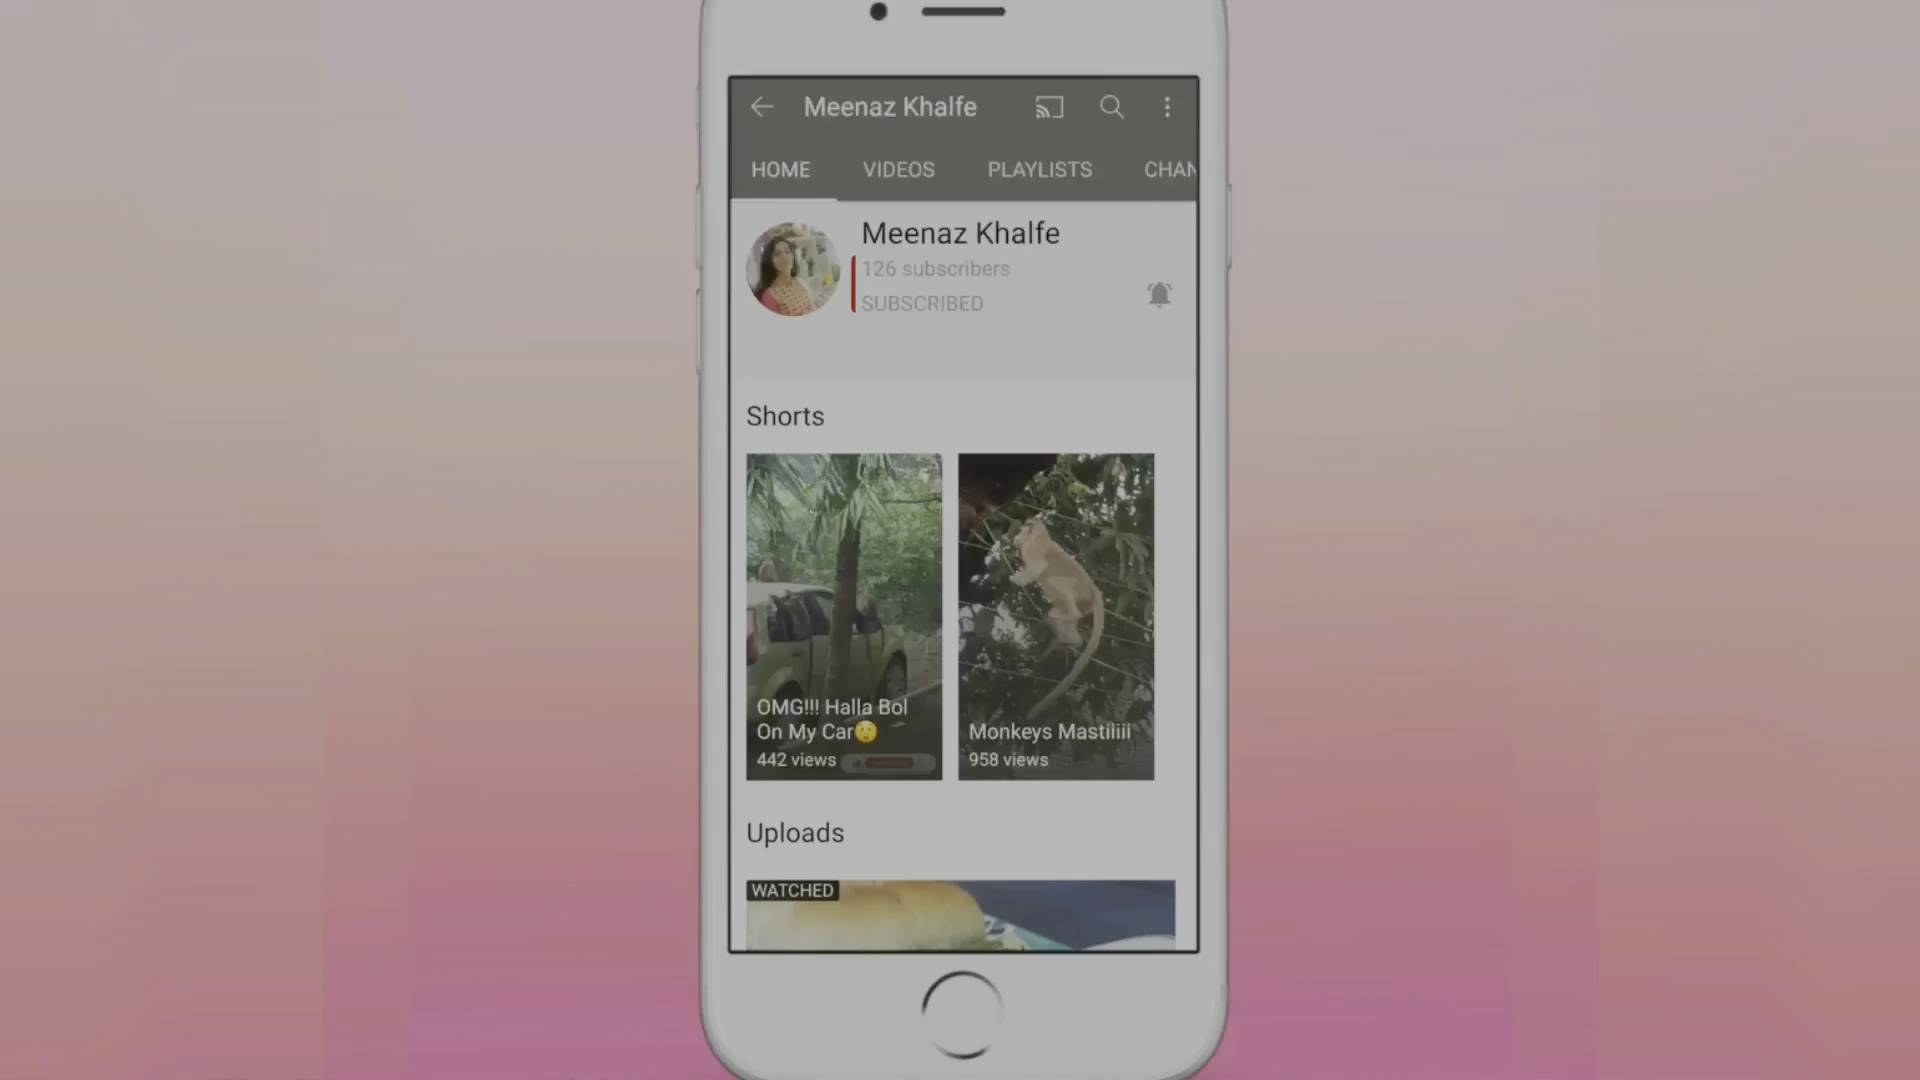 Meenaz Khalfe
HOME VIDEOS PLAYLISTS CHAN
Meenaz Khalfe
126 subscribers
SUBSCRIBED
Shorts
OMG!!! Halla Bol
On My Car😲
442 views
Monkeys Mastiiiii
958 views
Uploads
WATCHED